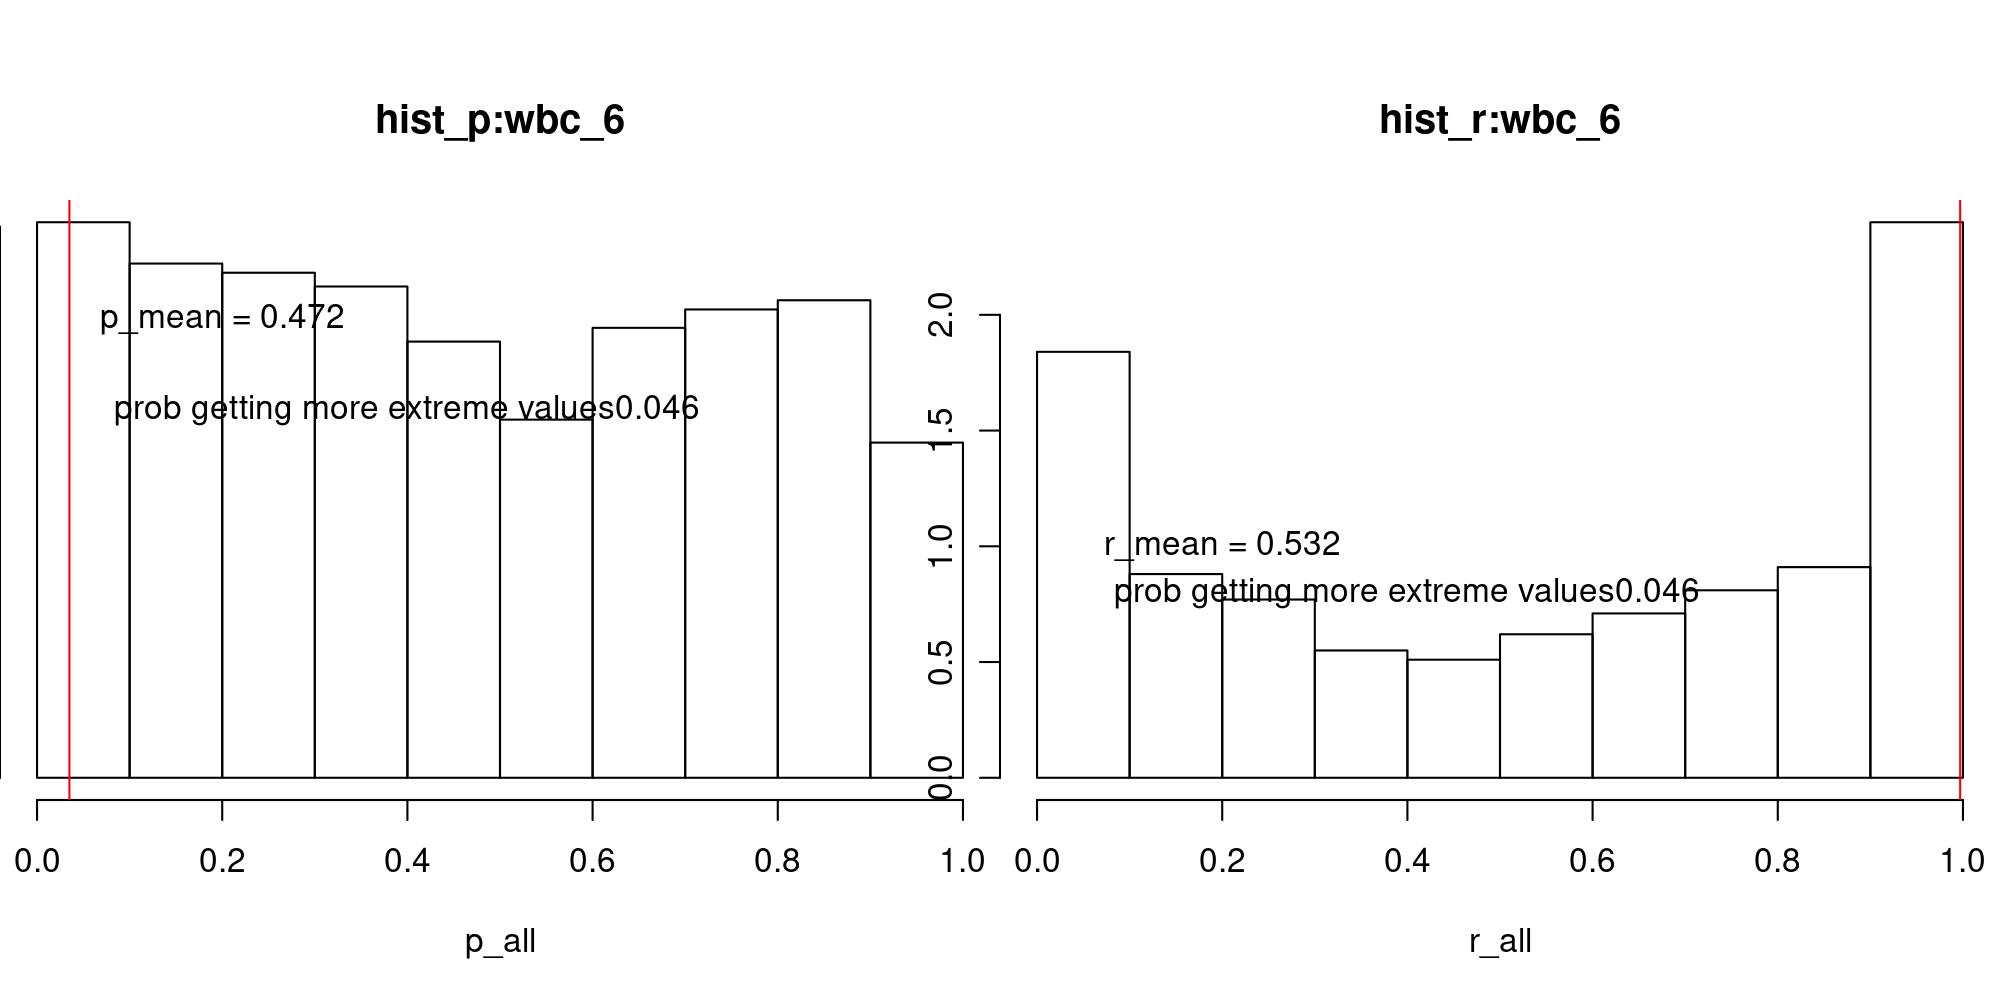 hist_p:wbc_6
p_mean = 0.472
prob getting more extreme values0.046
0.0 0.2 0.4 0.6 0.8 1.0
p_all
hist_r:wbc_6
2.0
1.5
1.0
0.5
0.0
r_mean = 0.532
prob getting more extreme values0.046
0.0 0.2 0.4 0.6 0.8 1.0
r_all